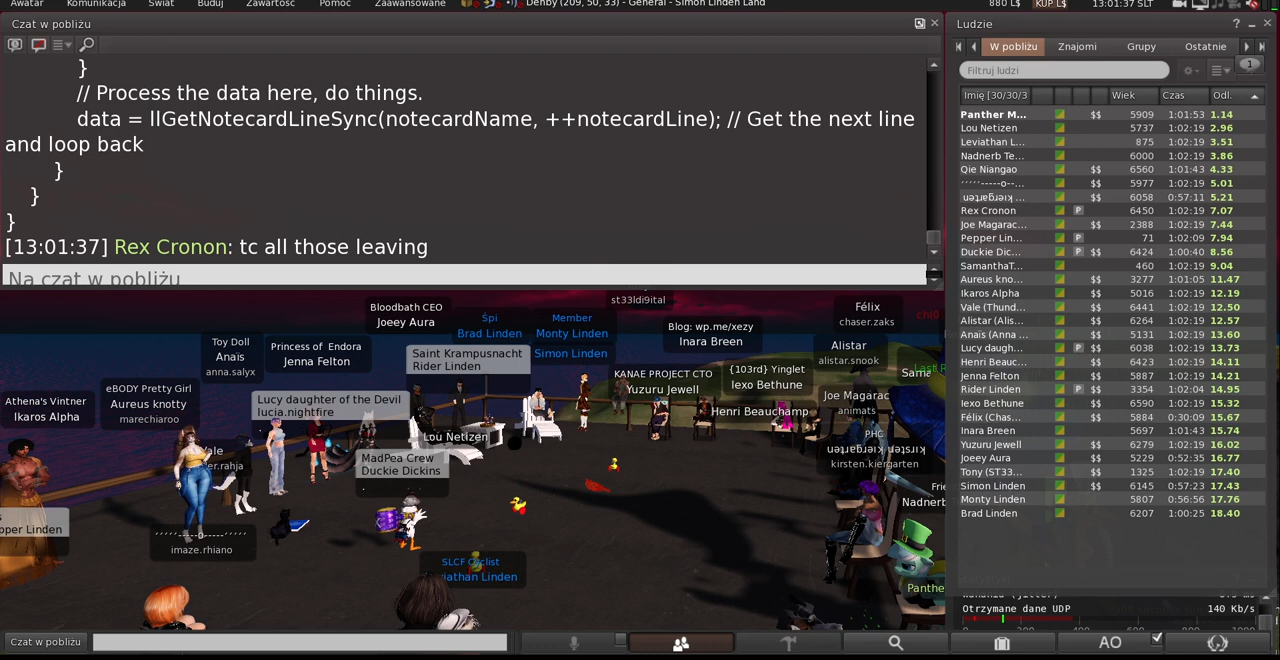 Awatar Komunikacja Świat Buduj Zawartość Pomoc Zaawansowane Denby (209, 50, 33) - General - Simon Linden Land 880 L$ KUP L$ 13:01:37 SLT
Czat w pobliżu
}
// Process the data here, do things.
data = llGetNotecardLineSync(notecardName, ++notecardLine); // Get the next line
and loop back
}
}
}
[13:01:37] Rex Cronon: tc all those leaving
Na czat w pobliżu
Ludzie
W pobliżu Znajomi Grupy Ostatnie
1
Filtruj ludzi
Imię [30/30/3 Wiek Czas Odl.
Panther M... $$ 5909 1:01:53 1.14
Lou Netizen 5737 1:02:19 2.96
Leviathan L... 875 1:02:19 3.51
Nadnerb Te... 6000 1:02:19 3.86
Qie Niangao $$ 6560 1:01:43 4.33
´´´´´-----o--... $$ 5977 1:02:19 5.01
uǝʇɹɐƃɹǝıʞ ... $$ 6058 0:57:11 5.21
Rex Cronon P 6450 1:02:19 7.07
Joe Magarac... $$ 2388 1:02:19 7.44
Pepper Lin... P 71 1:02:09 7.94
Duckie Dic... P $$ 6424 1:00:40 8.56
SamanthaT... 460 1:02:19 9.04
Aureus kno... $$ 3277 1:01:05 11.47
Ikaros Alpha $$ 5016 1:02:19 12.19
Vale (Thund... $$ 6441 1:02:19 12.50
Alistar (Alis... $$ 6264 1:02:19 12.57
Anaïs (Anna ... $$ 5131 1:02:19 13.60
Lucy daugh... P $$ 6038 1:02:19 13.73
Henri Beauc... $$ 6423 1:02:19 14.11
Jenna Felton $$ 5887 1:02:19 14.21
Rider Linden P $$ 3354 1:02:04 14.95
Iexo Bethune $$ 6590 1:02:19 15.32
Félix (Chas... $$ 5884 0:30:09 15.67
Inara Breen 5697 1:01:43 15.74
Yuzuru Jewell $$ 6279 1:02:19 16.02
Joeey Aura $$ 5229 0:52:35 16.77
Tony (ST33... $$ 1325 1:02:19 17.40
Simon Linden $$ 6145 0:57:23 17.43
Monty Linden 5807 0:56:56 17.76
Brad Linden 6207 1:00:25 18.40
st33ldi9ital
Bloodbath CEO
Joeey Aura
Śpi
Brad Linden
Member
Monty Linden
Simon Linden
Blog: wp.me/xezy
Inara Breen
Félix
chaser.zaks
Toy Doll
Anaïs
anna.salyx
Princess of Endora
Jenna Felton
Saint Krampusnacht
Rider Linden
KANAE PROJECT CTO
Yuzuru Jewell
{103rd} Yinglet
Iexo Bethune
Alistar
alistar.snook
Athena's Vintner
Ikaros Alpha
eBODY Pretty Girl
Aureus knotty
marechiaroo
Lucy daughter of the Devil
lucia.nightfire
Lou Netizen
Henri Beauchamp
Joe Magarac
animats
MadPea Crew
Duckie Dickins
PHC
uǝʇɹɐƃɹǝıʞ uǝʇsɹıʞ
kirsten.kiergarten
´´´´´-----o-----´´´´´
imaze.rhiano
SLCF Cyclist
Czat w pobliżu
Otrzymane dane UDP 140 Kb/s
AO